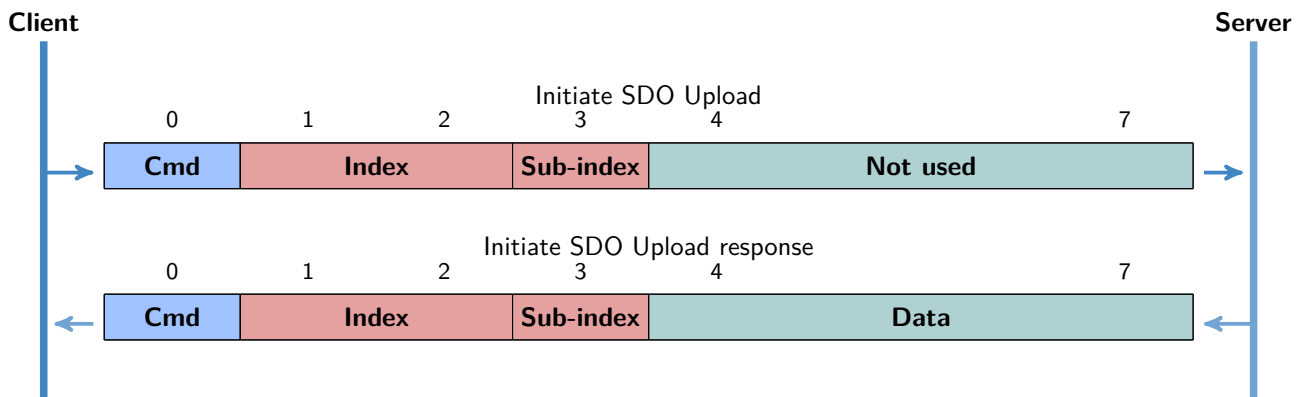 Client Server
Initiate SDO Upload
0 1 2 3 4 7
Cmd Index Sub-index Not used
Initiate SDO Upload response
0 1 2 3 4 7
Cmd Index Sub-index Data